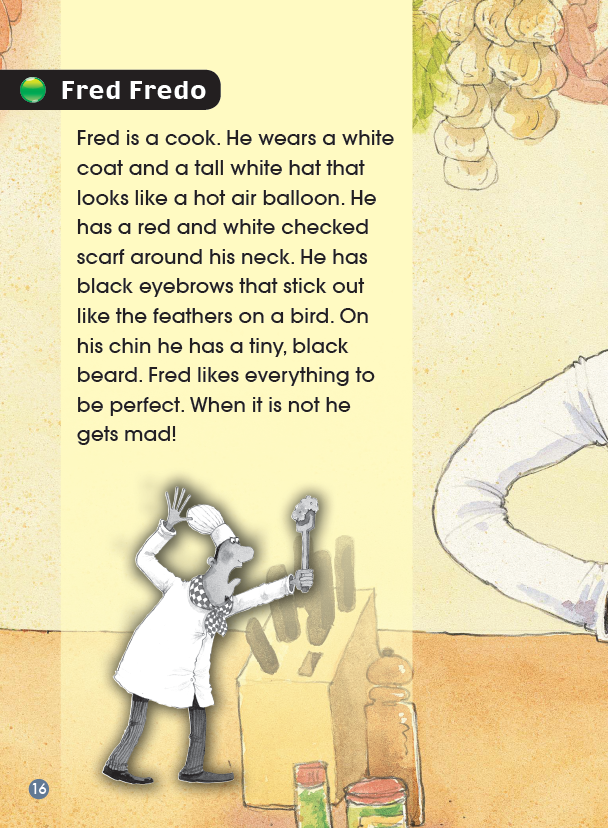 Fred Fredo
Fred is a cook. He wears a white
coat and a tall white hat that
looks like a hot air balloon. He
has a red and white checked
scarf around his neck. He has
black eyebrows that stick out
like the feathers on a bird. On
his chin he has a tiny, black
beard. Fred likes everything to
be perfect. When it is not he
gets mad!
16